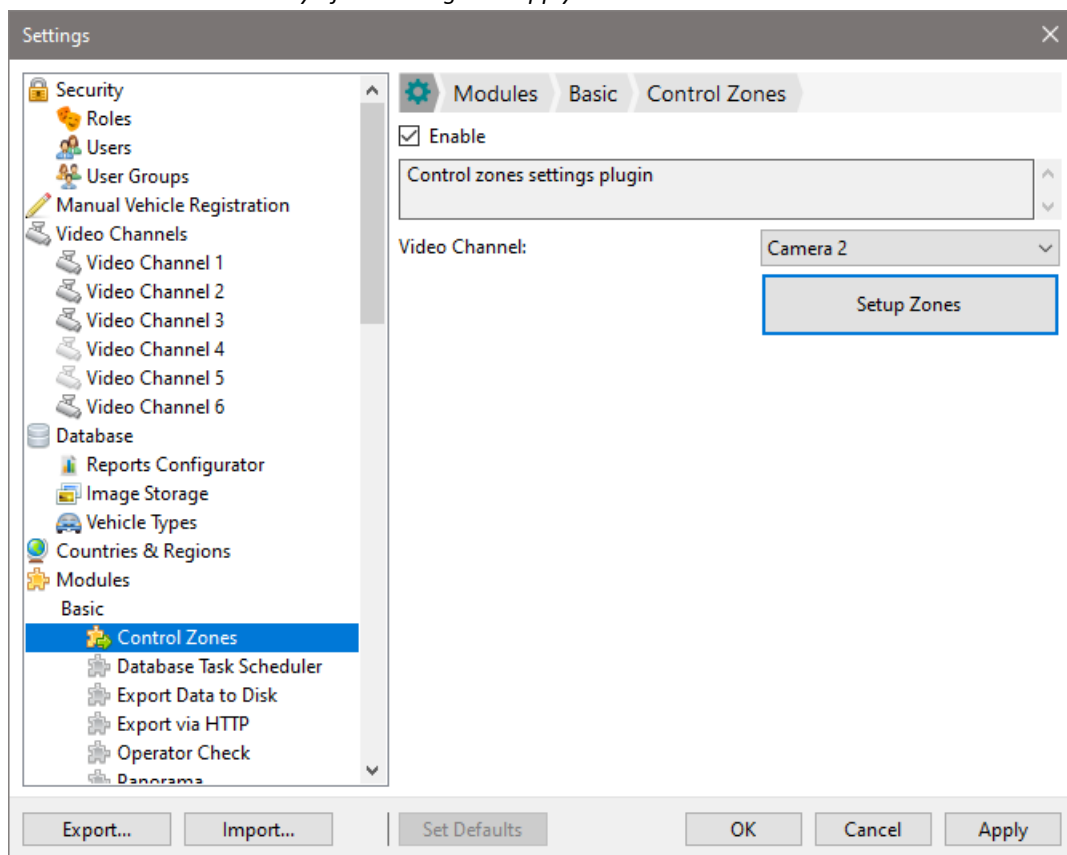 Settings
Security
Roles
Users
User Groups
Manual Vehicle Registration
Video Channels
Video Channel 1
Video Channel 2
Video Channel 3
Video Channel 4
Video Channel 5
Video Channel 6
Database
Reports Configurator
Image Storage
Vehicle Types
Countries & Regions
Modules
Basic
Control Zones
Database Task Scheduler
Export Data to Disk
Export via HTTP
Operator Check
Panorama
Modules Basic Control Zones
Enable
Control zones settings plugin
Video Channel: Camera 2
Setup Zones
Export... Import... Set Defaults OK Cancel Apply